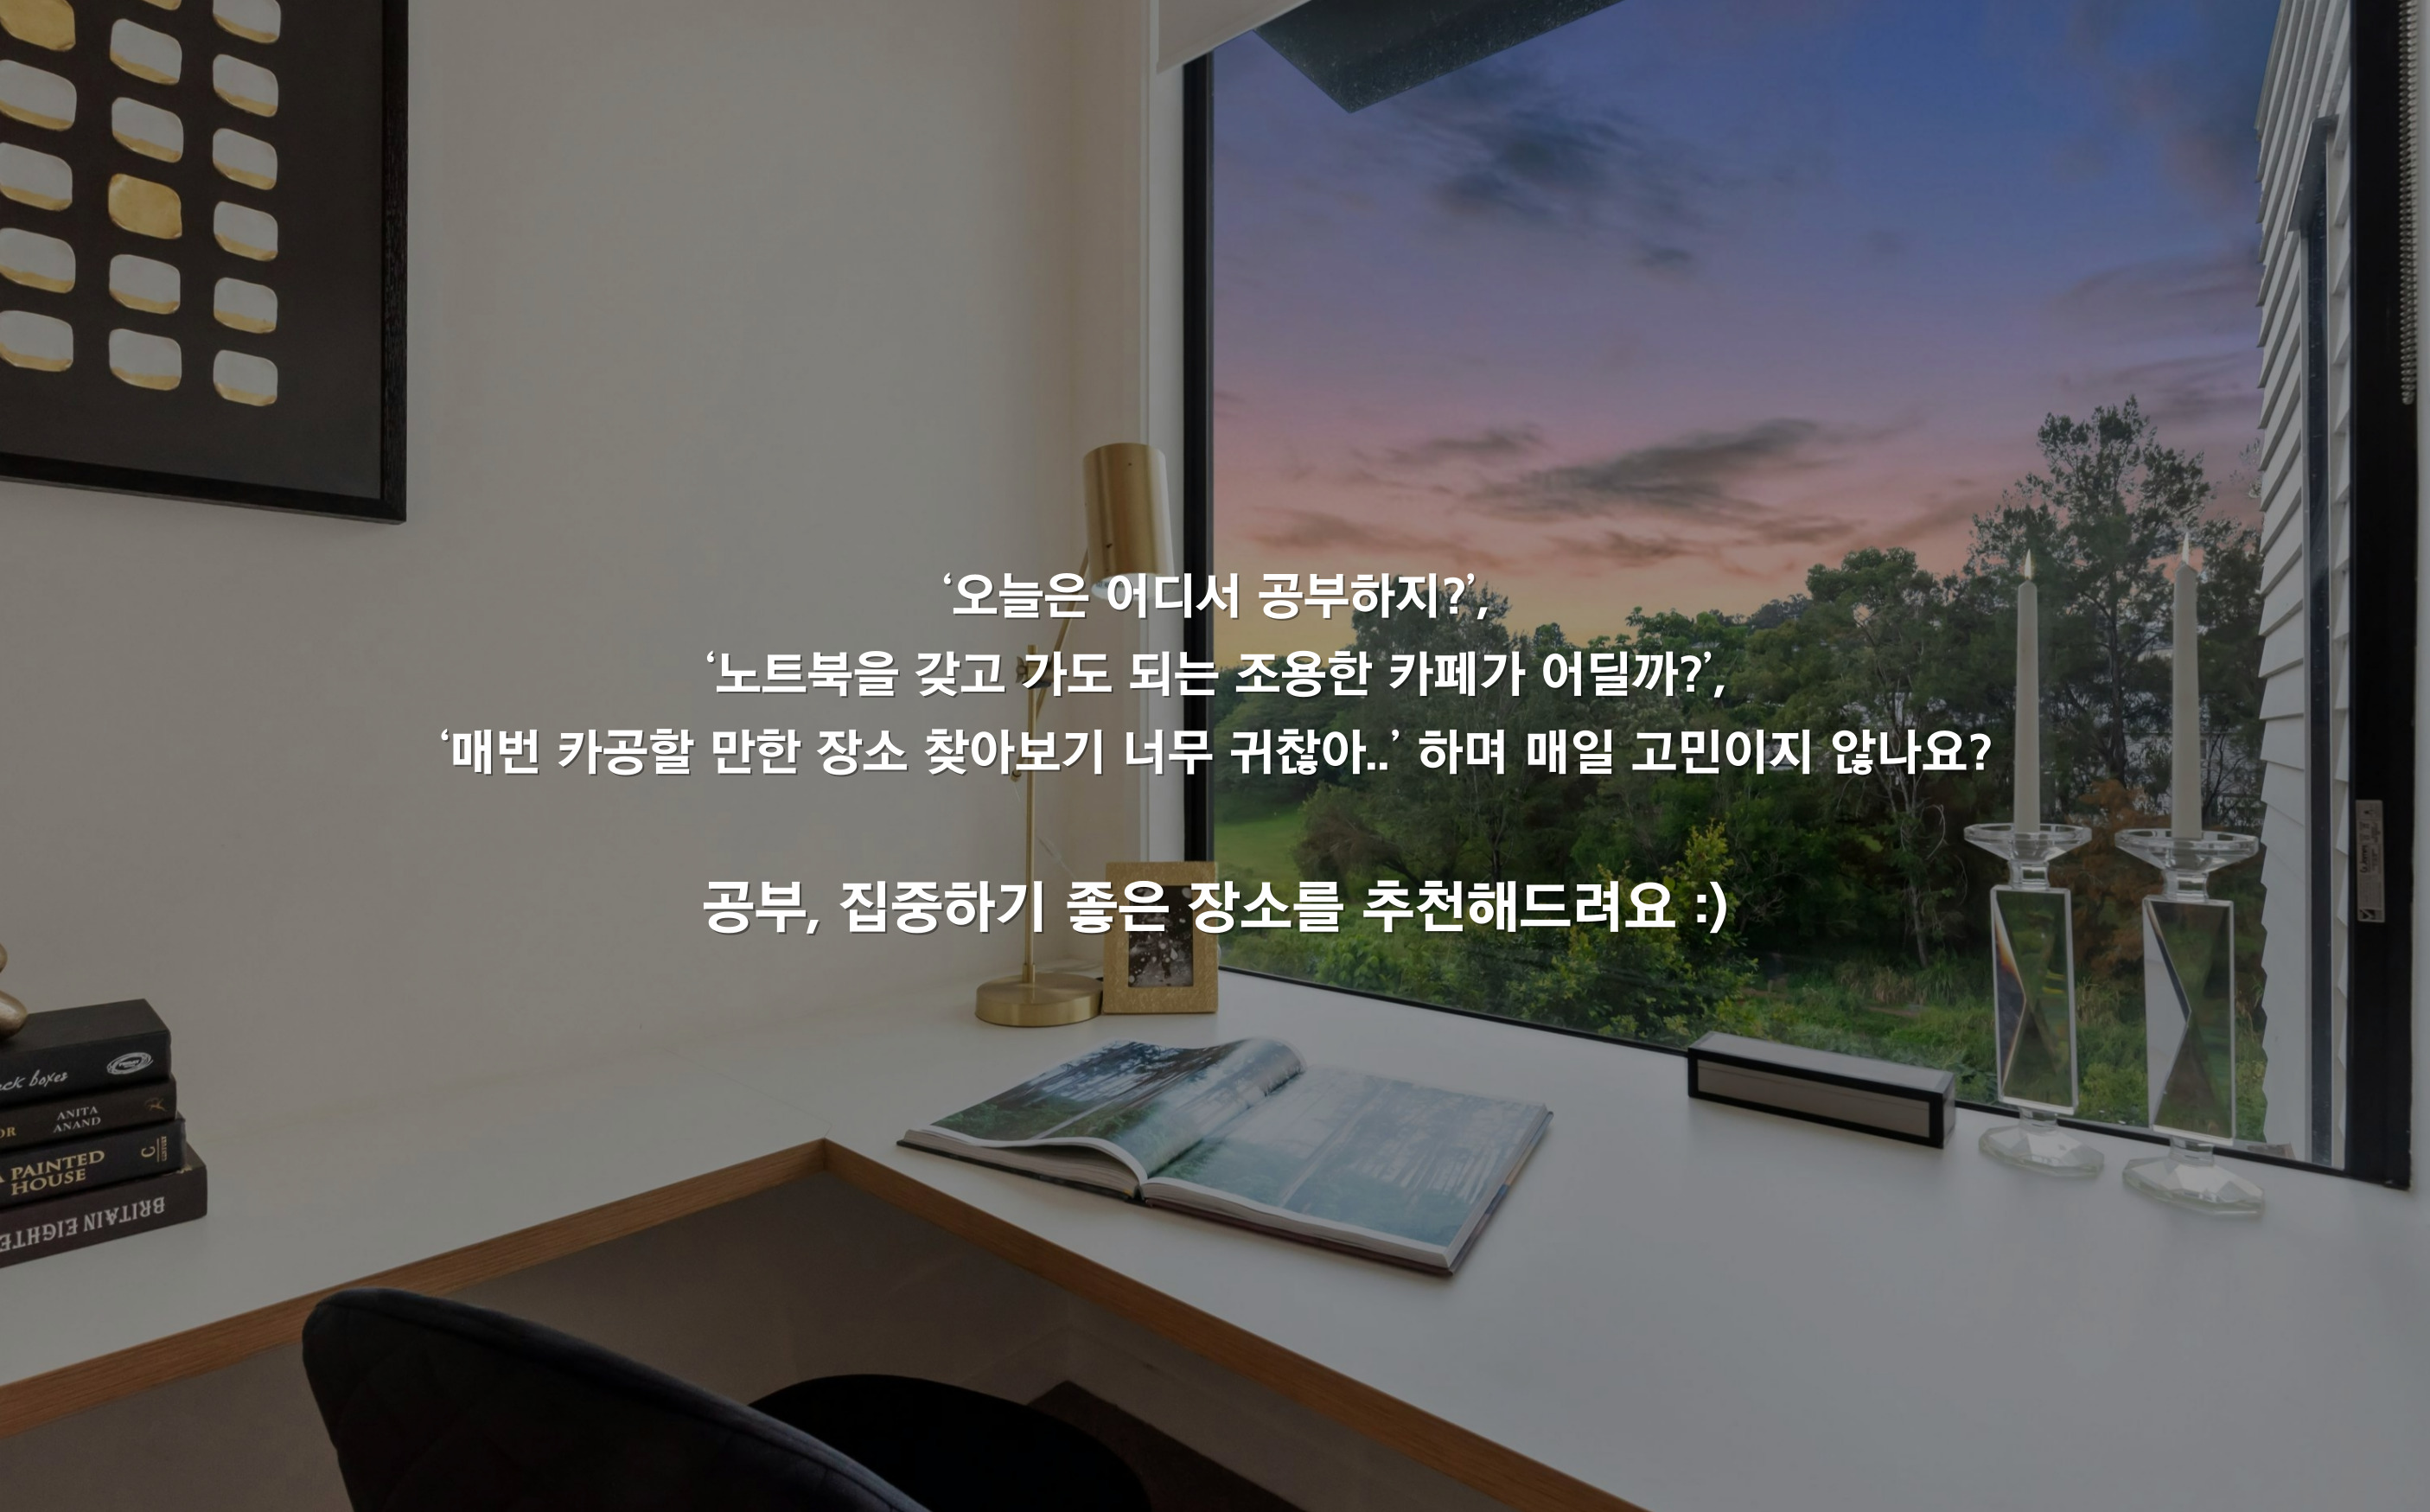 ‘오늘은 어디서 공부하지?’,
‘노트북을 갖고 가도 되는 조용한 카페가 어딜까?’,
‘매번 카공할 만한 장소 찾아보기 너무 귀찮아..’ 하며 매일 고민이지 않나요?
공부, 집중하기 좋은 장소를 추천해드려요 :)
ck boxes
ANITA
ANAND
OR
A PAINTED
HOUSE
BRITAIN EIGHTE